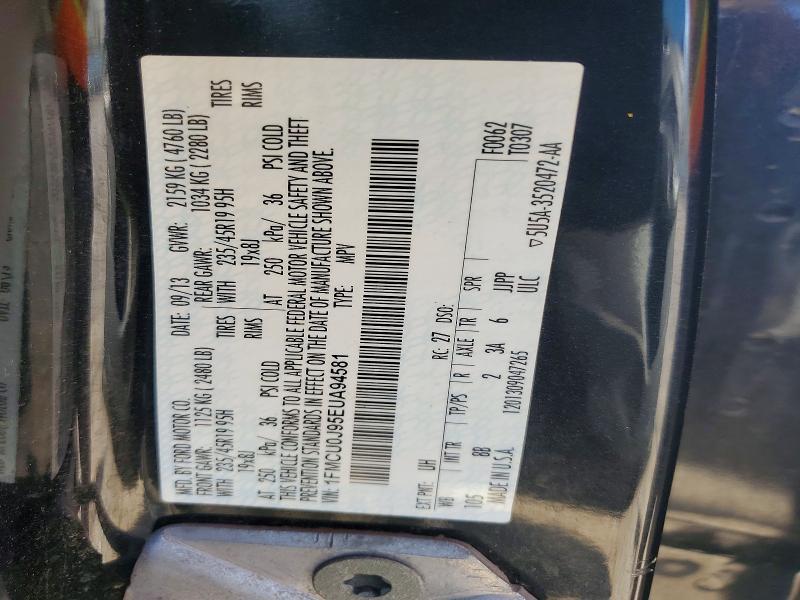 MFD. BY FORD MOTOR CO.
DATE: 09/13 GVWR: 2159 KG (4760 LB)
FRONT GAWR: 1125 KG (2480 LB) REAR GAWR: 1034 KG (2280 LB)
WITH 235/45R19 95H TIRES WITH 235/45R19 95H TIRES
19x8J RIMS 19x8J RIMS
AT 250 kPa/ 36 PSI COLD AT 250 kPa/ 36 PSI COLD
THIS VEHICLE CONFORMS TO ALL APPLICABLE FEDERAL MOTOR VEHICLE SAFETY AND THEFT
PREVENTION STANDARDS IN EFFECT ON THE DATE OF MANUFACTURE SHOWN ABOVE.
VIN: 1FMCU0J95EUA94581 TYPE: MPV
EXT PNT: UH RC: 27 DSO: F0062
WB INT TR TP/PS R AXLE TR SPR T0307
105 BB 2 3A 6 JJPP
MADE IN U.S.A. 1201309047265 ULC
▽5U5A-3520472-AA